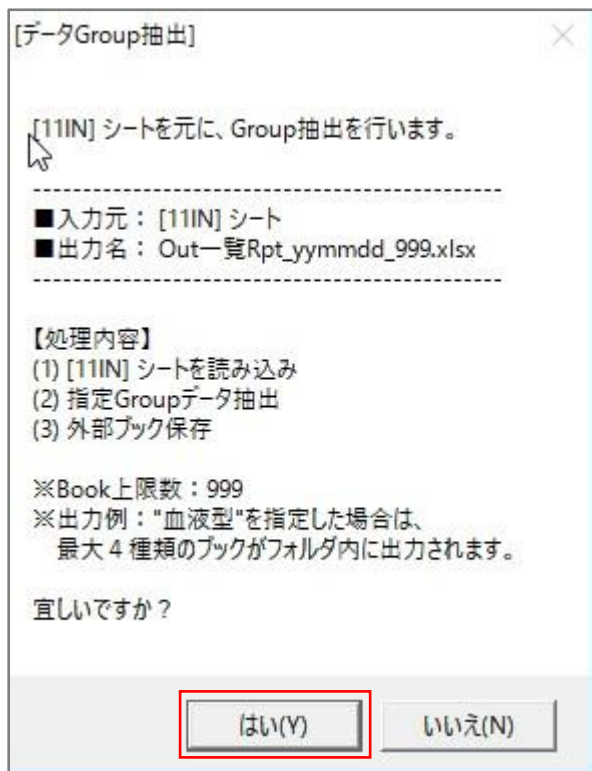 [データGroup抽出]
[11IN] シートを元に、Group抽出を行います。
------------------------------------------------
■入力元： [11IN] シート
■出力名： Out一覧Rpt_yymmdd_999.xlsx
------------------------------------------------
【処理内容】
(1) [11IN] シートを読み込み
(2) 指定Groupデータ抽出
(3) 外部ブック保存
※Book上限数：999
※出力例："血液型"を指定した場合は、
最大４種類のブックがフォルダ内に出力されます。
宜しいですか？
はい(Y) いいえ(N)